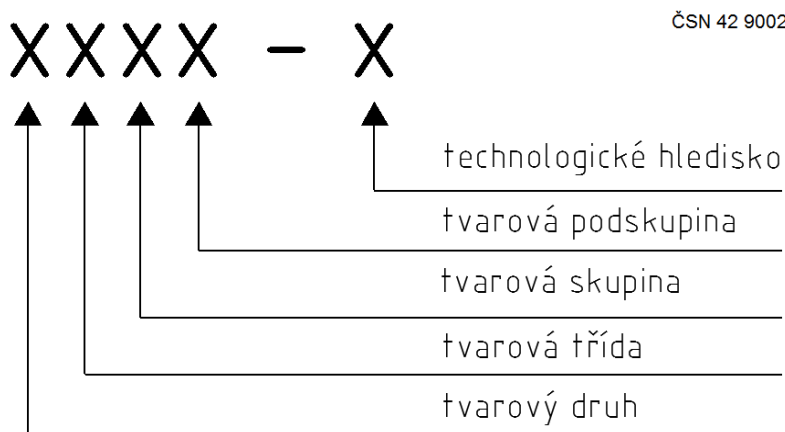 ČSN 42 9002
XXXX - X
technologické hledisko
tvarová podskupina
tvarová skupina
tvarová třída
tvarový druh